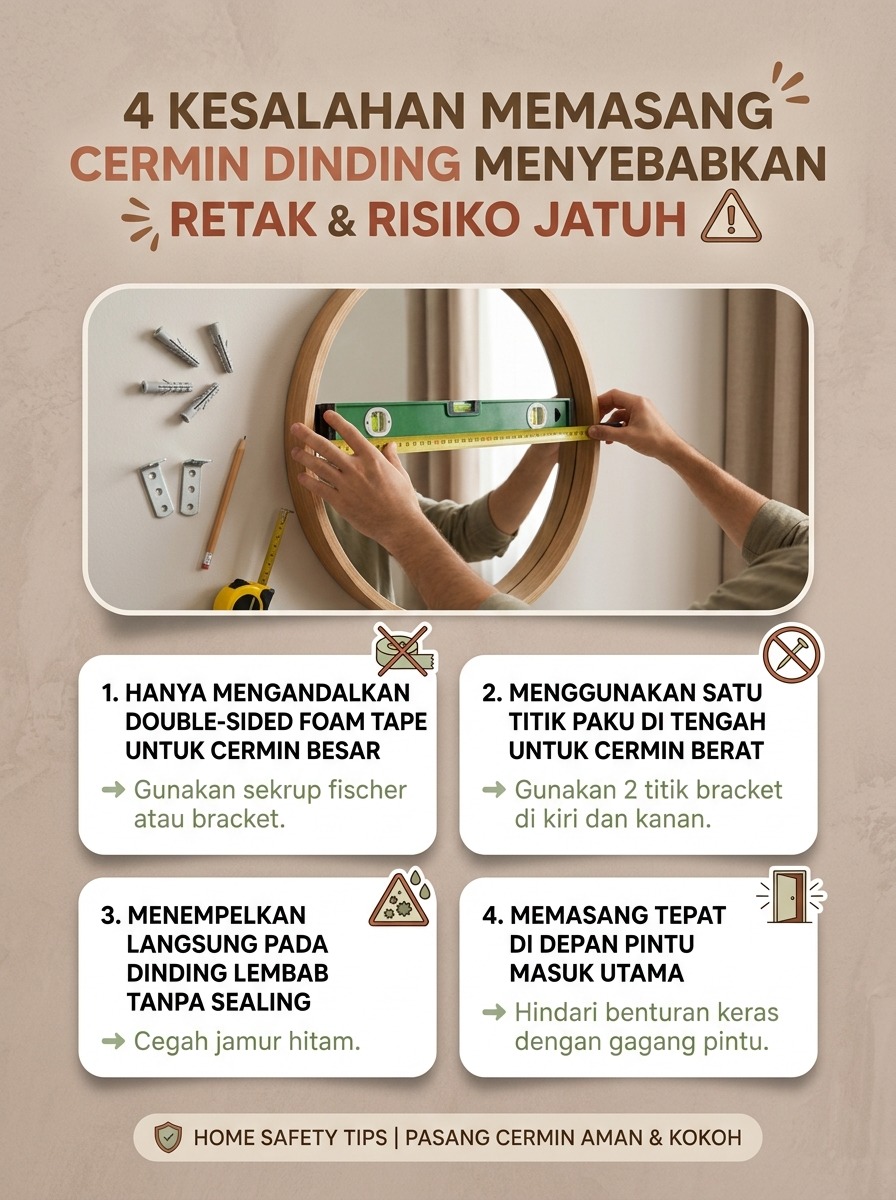 4 KESALAHAN MEMASANG
CERMIN DINDING MENYEBABKAN
RETAK & RISIKO JATUH
1. HANYA MENGANDALKAN
DOUBLE-SIDED FOAM TAPE
UNTUK CERMIN BESAR
→ Gunakan sekrup fischer
atau bracket.
2. MENGGUNAKAN SATU
TITIK PAKU DI TENGAH
UNTUK CERMIN BERAT
→ Gunakan 2 titik bracket
di kiri dan kanan.
3. MENEMPELKAN
LANGSUNG PADA
DINDING LEMBAB
TANPA SEALING
→ Cegah jamur hitam.
4. MEMASANG TEPAT
DI DEPAN PINTU
MASUK UTAMA
→ Hindari benturan keras
dengan gagang pintu.
HOME SAFETY TIPS | PASANG CERMIN AMAN & KOKOH